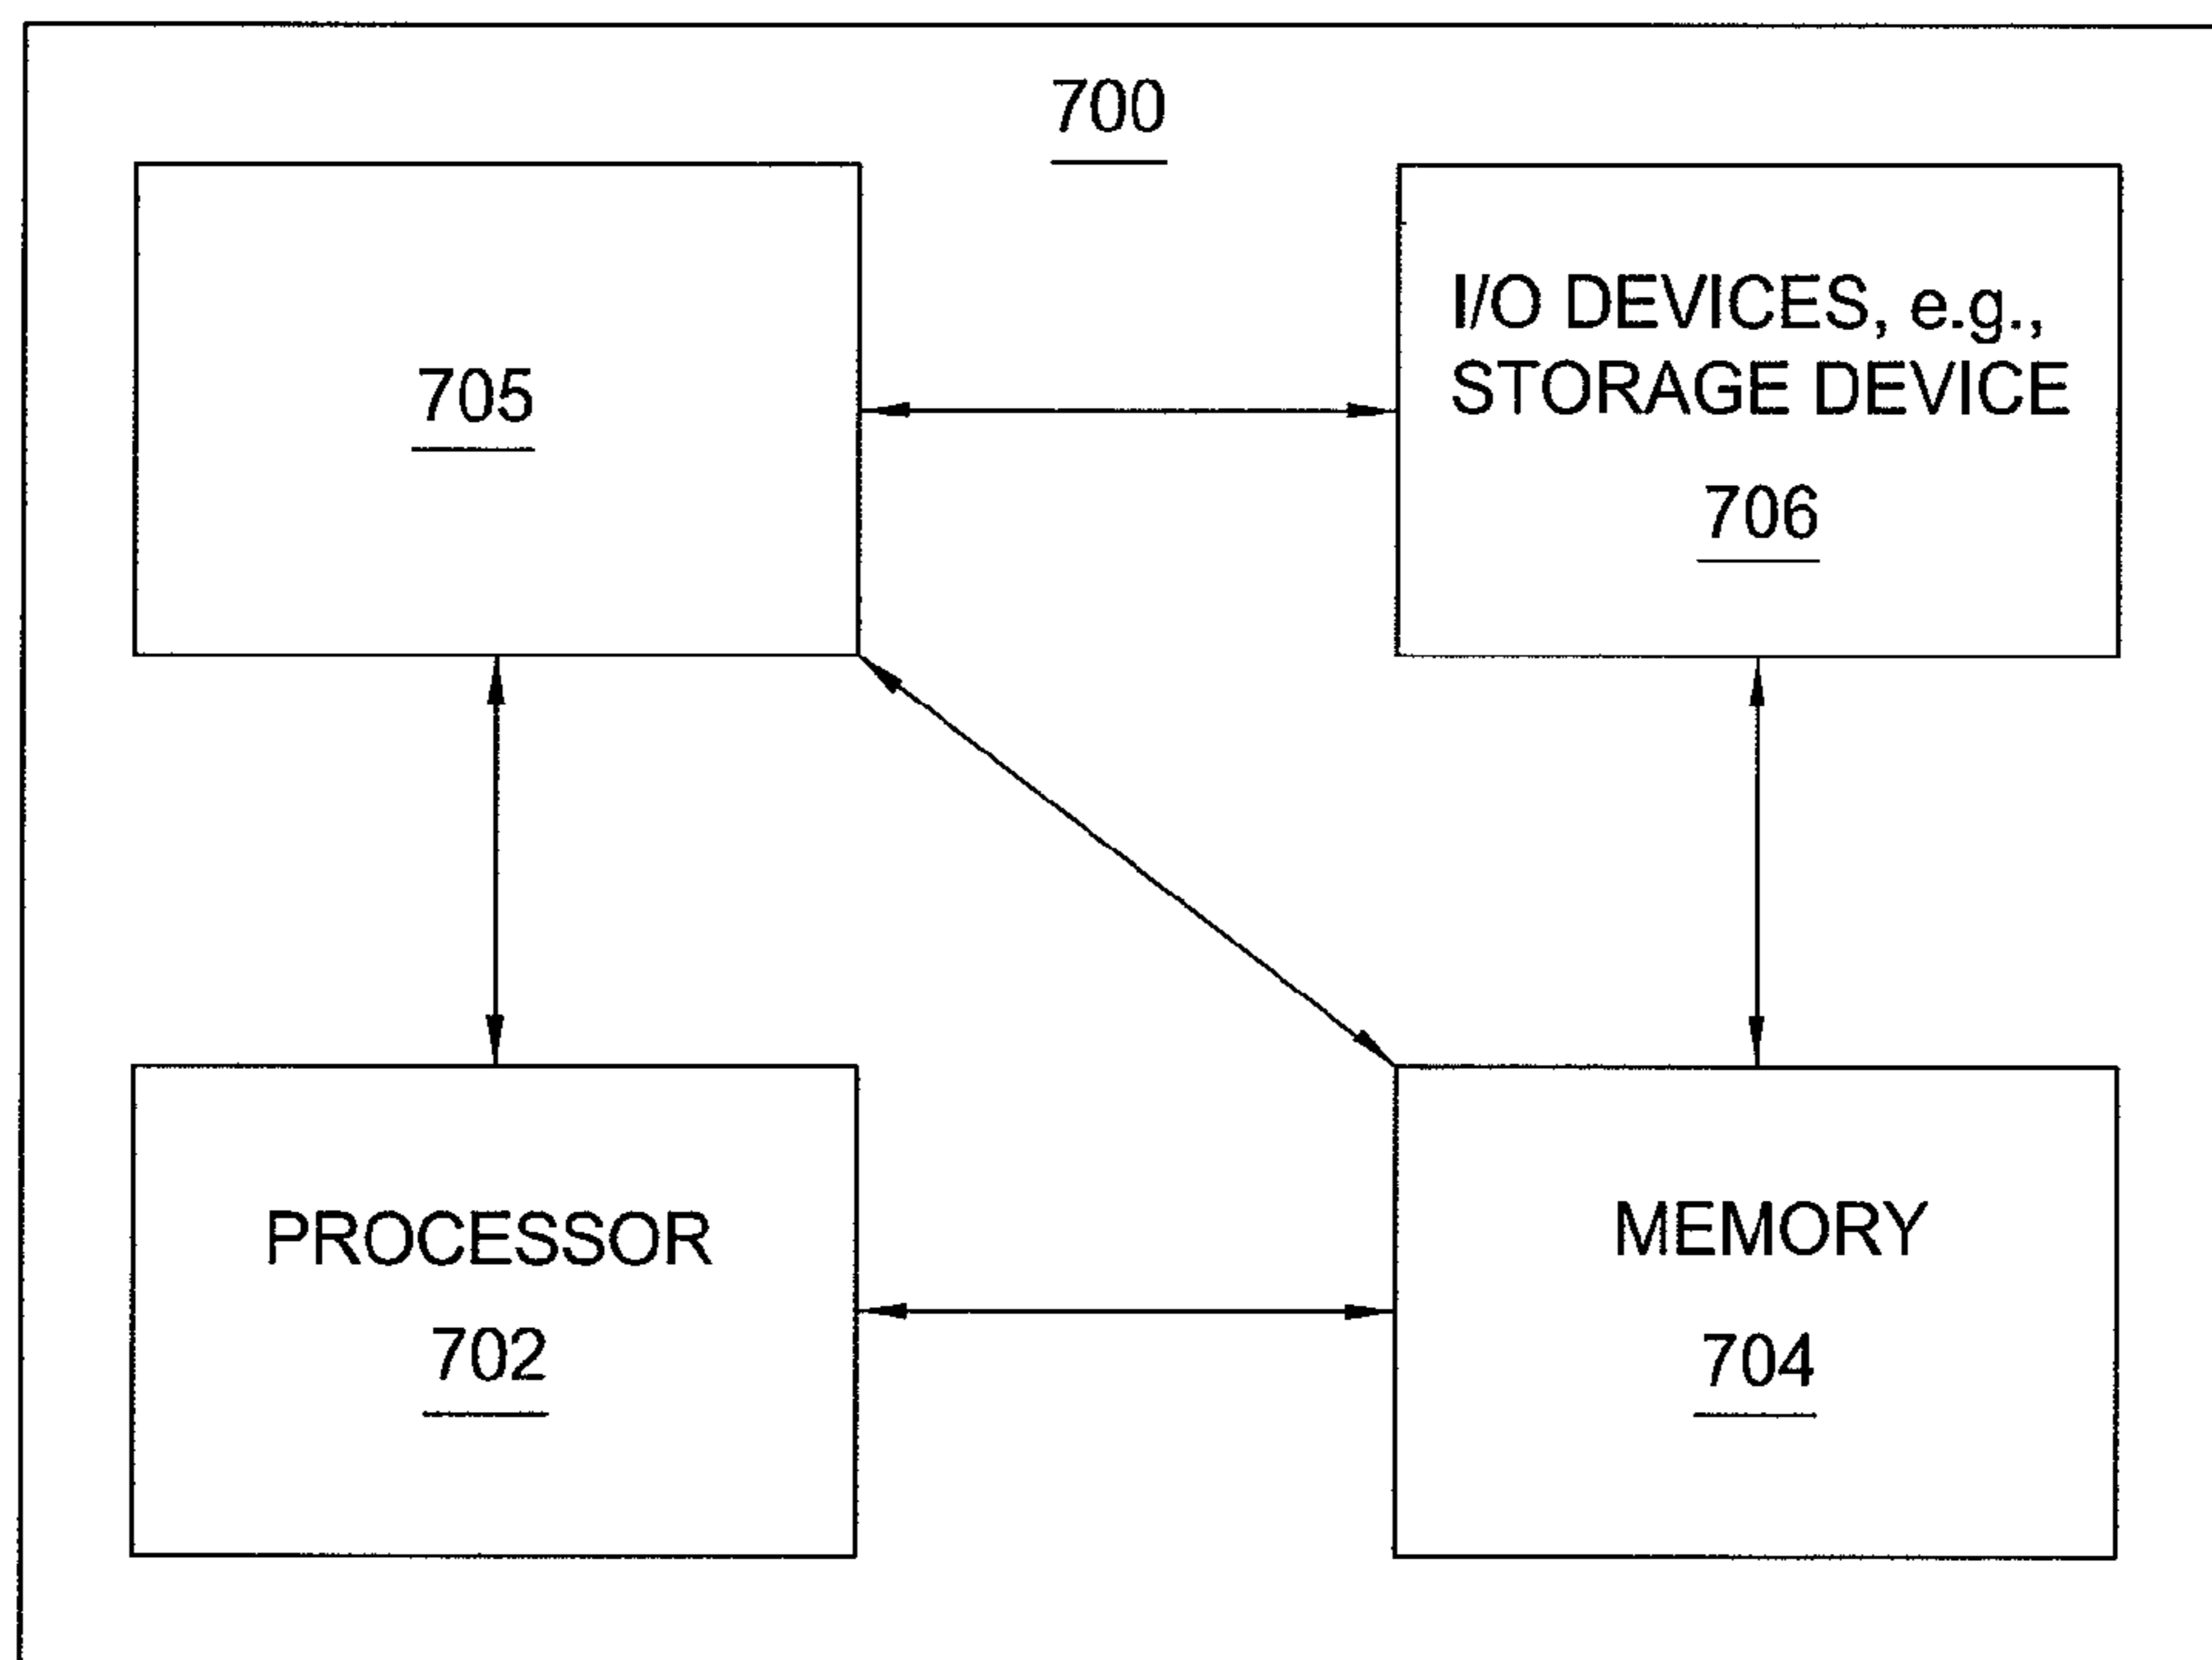 700
705
I/O DEVICES, e.g.,
STORAGE DEVICE
706
PROCESSOR
702
MEMORY
704